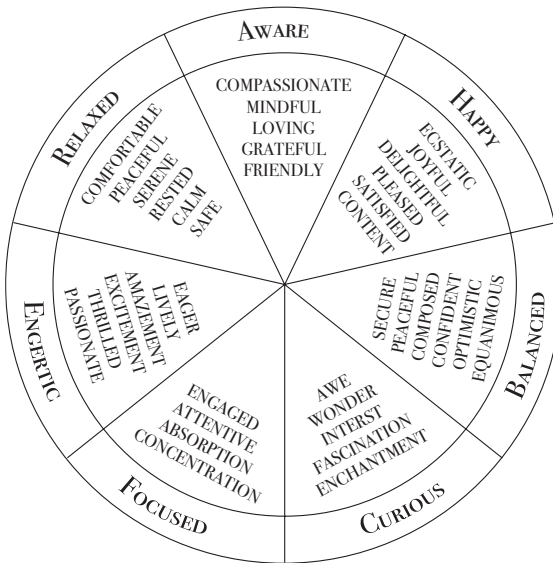 AWARE
COMPASSIONATE
MINDFUL
LOVING
GRATEFUL
FRIENDLY
HAPPY
ECSTATIC
JOYFUL
DELIGHTFUL
PLEASED
SATISFIED
CONTENT
BALANCED
SECURE
PEACEFUL
COMPOSED
CONFIDENT
OPTIMISTIC
EQUANIMOUS
CURIOUS
AWE
WONDER
INTERST
FASCINATION
ENCHANTMENT
FOCUSED
ENGAGED
ATTENTIVE
ABSORPTION
CONCENTRATION
ENGERTIC
EAGER
LIVELY
AMAZEMENT
EXCITEMENT
THRILLED
PASSIONATE
RELAXED
COMFORTABLE
PEACEFUL
SERENE
RESTED
CALM
SAFE